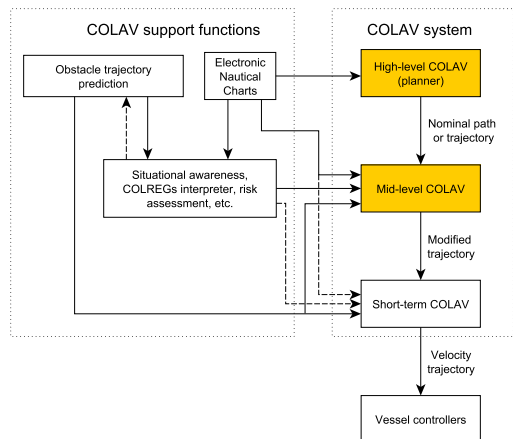 COLAV support functions
COLAV system
Obstacle trajectory
prediction
Electronic
Nautical
Charts
High-level COLAV
(planner)
Nominal path
or trajectory
Situational awareness,
COLREGs interpreter, risk
assessment, etc.
Mid-level COLAV
Modified
trajectory
Short-term COLAV
Velocity
trajectory
Vessel controllers